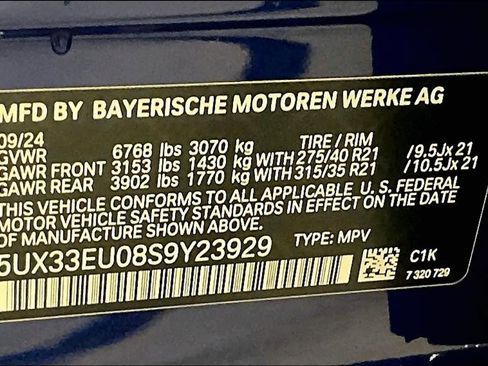 MFD BY BAYERISCHE MOTOREN WERKE AG
09/24
GVWR 6768 lbs 3070 kg TIRE / RIM
GAWR FRONT 3153 lbs 1430 kg WITH 275/40 R21 /9.5Jx21
GAWR REAR 3902 lbs 1770 kg WITH 315/35 R21 /10.5Jx21
THIS VEHICLE CONFORMS TO ALL APPLICABLE U. S. FEDERAL
MOTOR VEHICLE SAFETY STANDARDS IN EFFECT ON THE
DATE OF MANUFACTURE SHOWN ABOVE.
5UX33EU08S9Y23929 TYPE: MPV
C1K
7 320 729